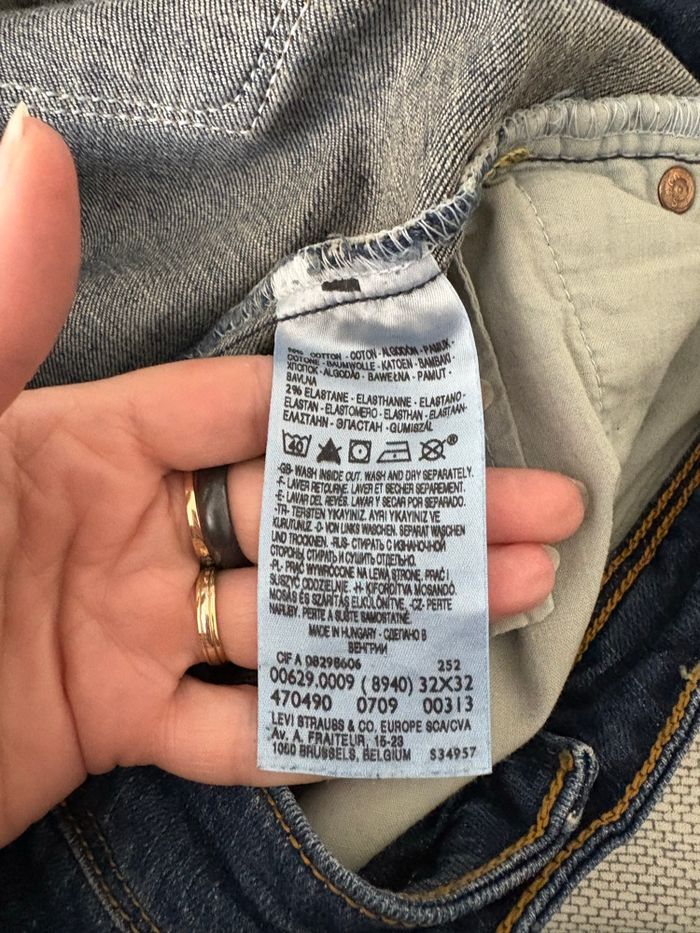 COTTON - COTON - ALGODÓN - PAMUK -
COTONE - BAUMWOLLE - KATOEN - BAMBAKI -
ХЛОПОК - ALGODÃO - BAWEŁNA - PAMUT -
BAVLNA
2% ELASTANE - ELASTHANNE - ELASTANO -
ELASTAN - ELASTOMERO - ELASTHAN - ELASTAAN-
ΕΛΑΣΤΑΗ - ЭЛАСТАН - GUMISZÁL
40
®
-GB- WASH INSIDE OUT. WASH AND DRY SEPARATELY.
-F- LAVER RETOURNE. LAVER ET SECHER SEPAREMENT.
-E- LAVAR DEL REVÉS. LAVAR Y SECAR POR SEPARADO.
-TR- TERSTEN YIKAYINIZ. AYRI YIKAYINIZ VE
KURUTUNUZ. -D- VON LINKS WASCHEN. SEPARAT WASCHEN
UND TROCKNEN. -RUS- СТИРАТЬ С ИЗНАНОЧНОЙ
СТОРОНЫ. СТИРАТЬ И СУШИТЬ ОТДЕЛЬНО.
-PL- PRAĆ WYWRÓCONE NA LEWĄ STRONĘ. PRAĆ I
SUSZYĆ ODDZIELNIE. -H- KIFORDÍTVA MOSANDÓ.
MOSÁS ÉS SZÁRÍTÁS ELKÜLÖNÍTVE. -CZ- PERTE
NARUBY. PERTE A SUŠTE SAMOSTATNĚ.
MADE IN HUNGARY - СДЕЛАНО В
ВЕНГРИИ
CIF A 08298606 252
00629.0009 ( 8940) 32X32
470490 0709 00313
LEVI STRAUSS & CO. EUROPE SCA/CVA
Av. A. FRAITEUR, 15-23
1050 BRUSSELS, BELGIUM S34957